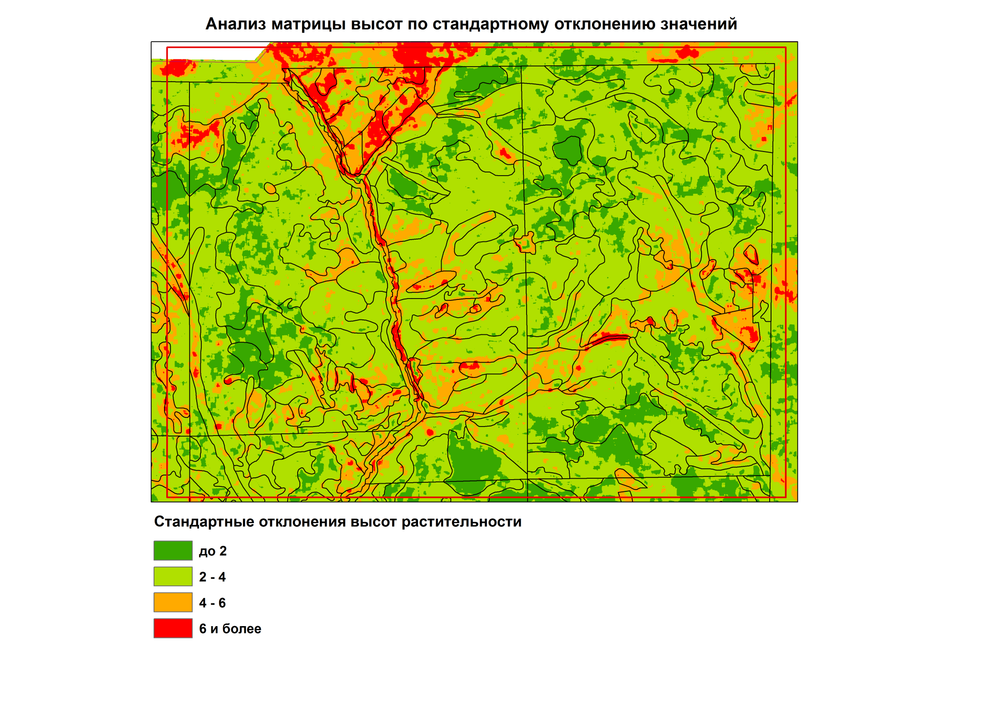 Анализ матрицы высот по стандартному отклонению значений
Стандартные отклонения высот растительности
до 2
2 - 4
4 - 6
6 и более